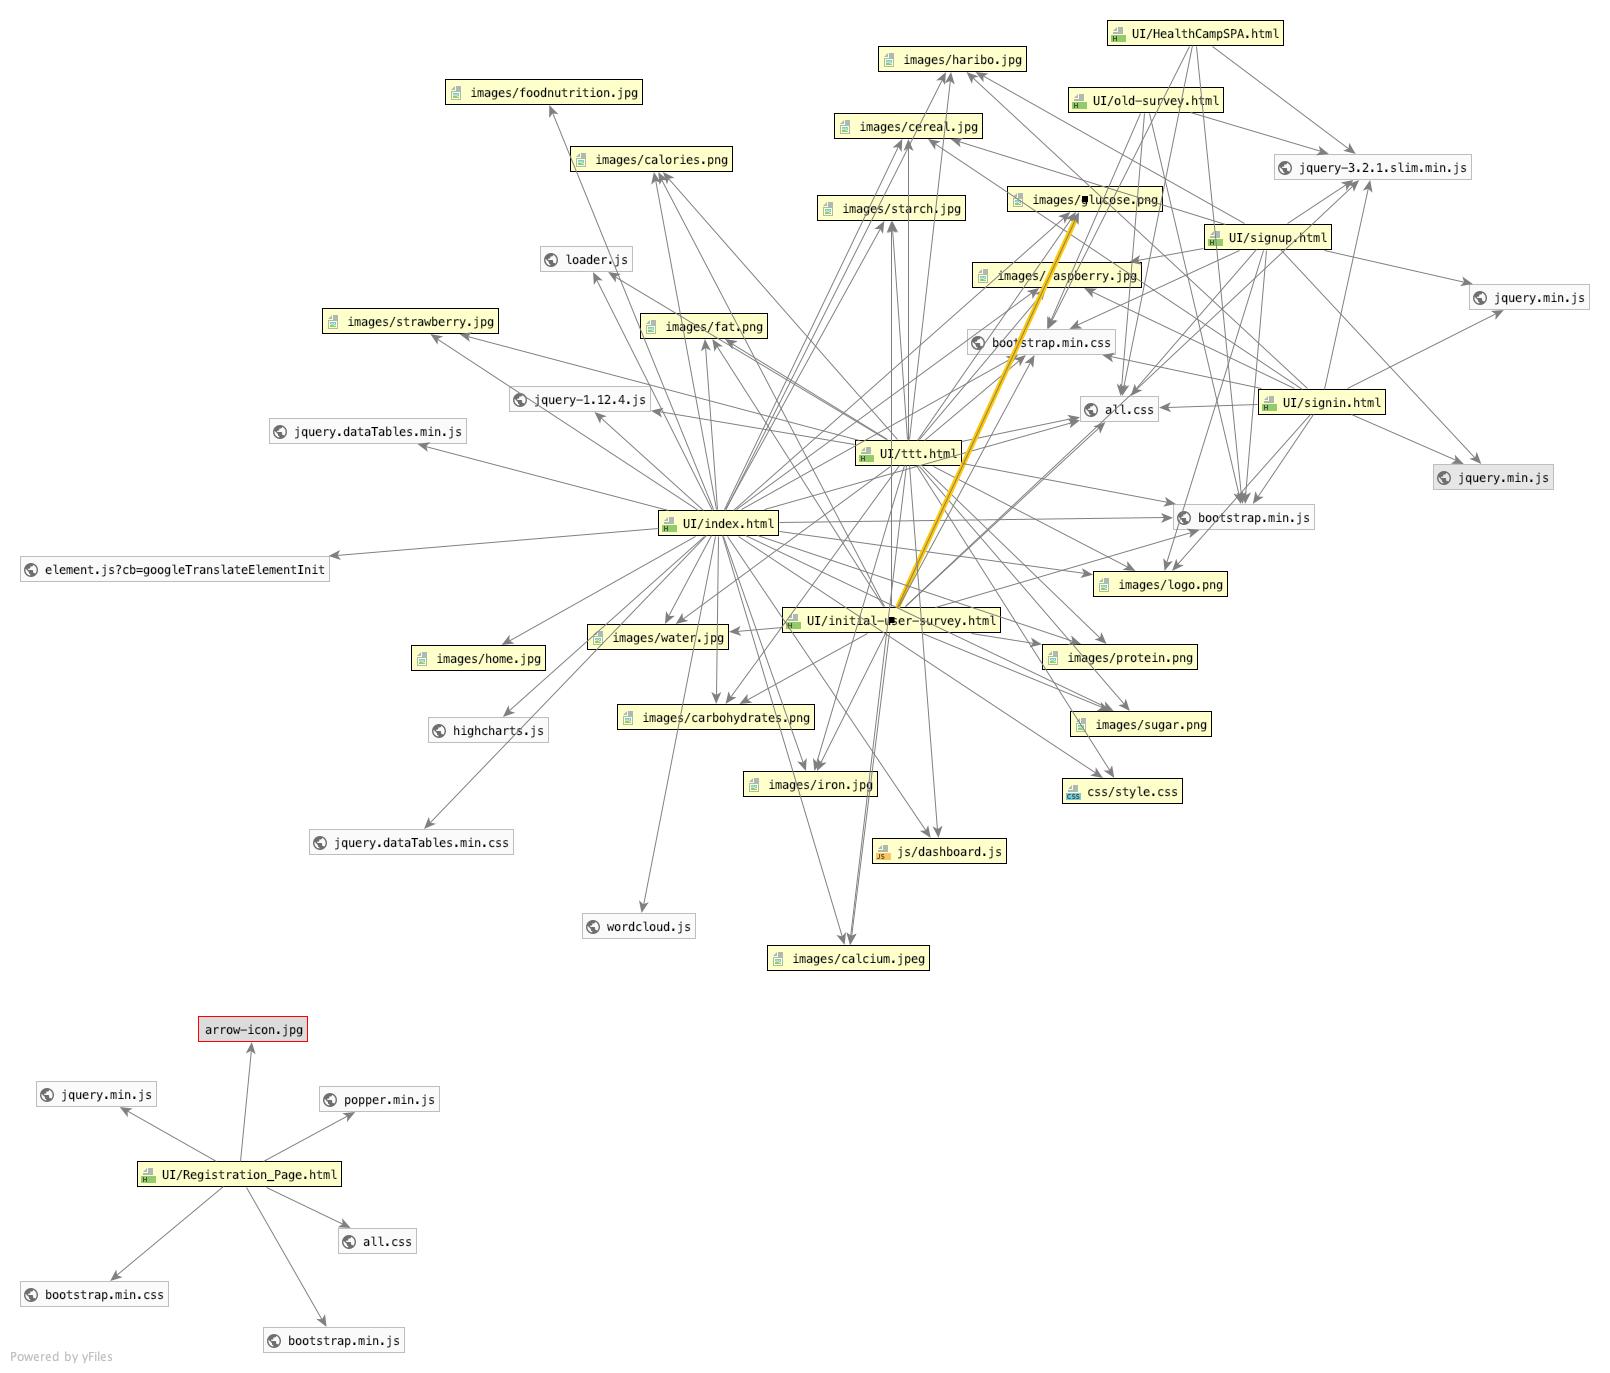 UI/HealthCampSPA.html
images/haribo.jpg
images/foodnutrition.jpg
UI/old-survey.html
images/cereal.jpg
images/calories.png
jquery-3.2.1.slim.min.js
images/glucose.png
images/starch.jpg
UI/signup.html
loader.js
images/raspberry.jpg
jquery.min.js
images/strawberry.jpg
images/fat.png
bootstrap.min.css
jquery-1.12.4.js
UI/signin.html
all.css
jquery.dataTables.min.js
UI/ttt.html
jquery.min.js
bootstrap.min.js
UI/index.html
element.js?cb=googleTranslateElementInit
images/logo.png
UI/initial-user-survey.html
images/water.jpg
images/home.jpg
images/protein.png
images/carbohydrates.png
images/sugar.png
highcharts.js
images/iron.jpg
css/style.css
jquery.dataTables.min.css
js/dashboard.js
wordcloud.js
images/calcium.jpeg
arrow-icon.jpg
jquery.min.js
popper.min.js
UI/Registration_Page.html
all.css
bootstrap.min.css
bootstrap.min.js
Powered by yFiles